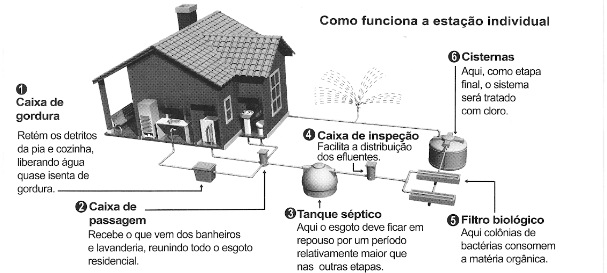 Como funciona a estação individual
1
Caixa de
gordura
Retém os detritos
da pia e cozinha,
liberando água
quase isenta de
gordura.
2 Caixa de
passagem
Recebe o que vem dos banheiros
e lavanderia, reunindo todo o esgoto
residencial.
3 Tanque séptico
Aqui o esgoto deve ficar em
repouso por um período
relativamente maior que
nas outras etapas.
4 Caixa de inspeção
Facilita a distribuição
dos efluentes.
5 Filtro biológico
Aqui colônias de
bactérias consomem
a matéria orgânica.
6 Cisternas
Aqui, como etapa
final, o sistema
será tratado
com cloro.